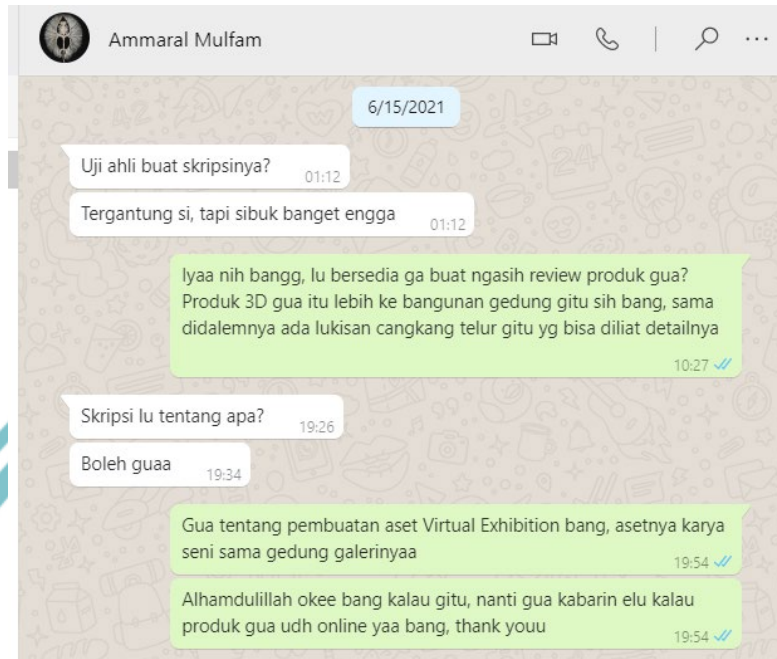 Ammaral Mulfam
6/15/2021
Uji ahli buat skripsinya?
01:12
Tergantung si, tapi sibuk banget engga
01:12
Iyaa nih bangg, lu bersedia ga buat ngasih review produk gua?
Produk 3D gua itu lebih ke bangunan gedung gitu sih bang, sama
didalemnya ada lukisan cangkang telur gitu yg bisa diliat detailnya
10:27
Skripsi lu tentang apa?
19:26
Boleh guaa
19:34
Gua tentang pembuatan aset Virtual Exhibition bang, asetnya karya
seni sama gedung galerinyaa
19:54
Alhamdulillah okee bang kalau gitu, nanti gua kabarin elu kalau
produk gua udh online yaa bang, thank youu
19:54